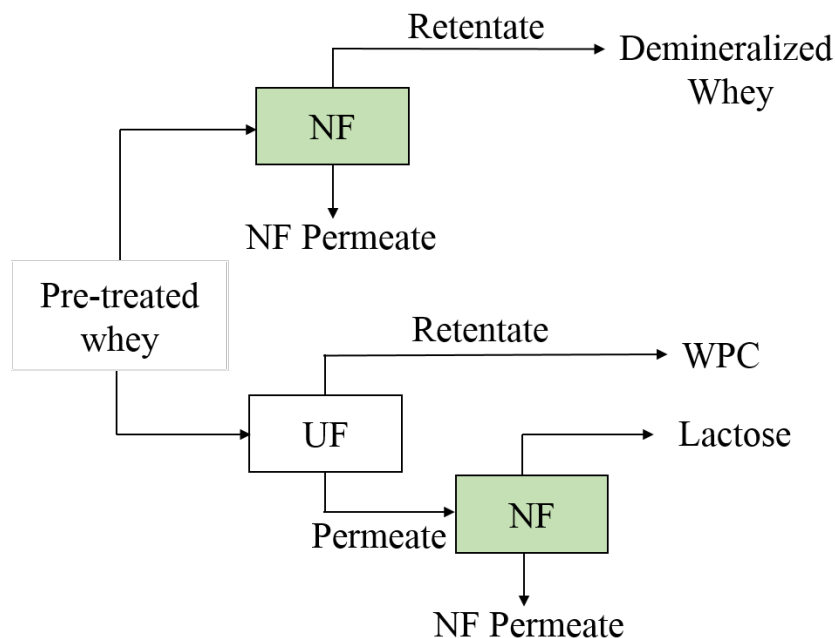 Retentate
Demineralized
Whey
NF
NF Permeate
Pre-treated
whey
Retentate
WPC
UF
Lactose
Permeate
NF
NF Permeate